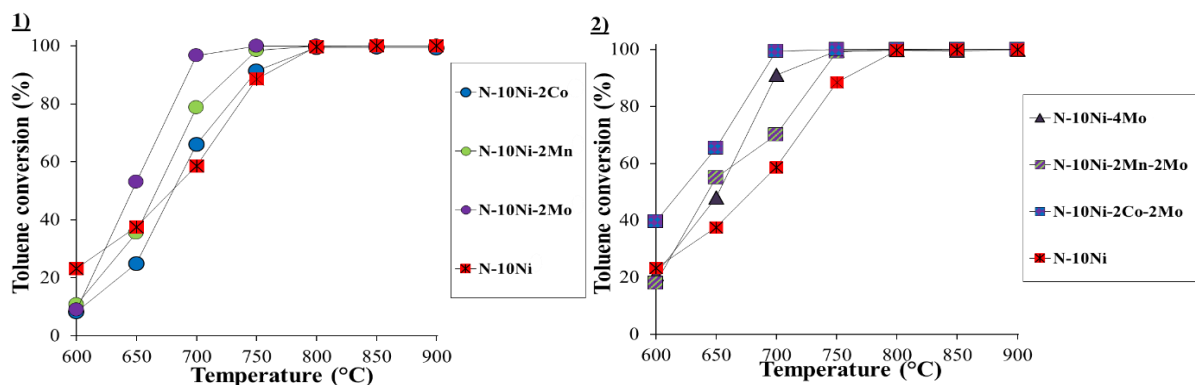 1)
Toluene conversion (%)
100
80
60
40
20
0
600 650 700 750 800 850 900
Temperature (°C)
N-10Ni-2Co
N-10Ni-2Mn
N-10Ni-2Mo
N-10Ni
2)
Toluene conversion (%)
100
80
60
40
20
0
600 650 700 750 800 850 900
Temperature (°C)
N-10Ni-4Mo
N-10Ni-2Mn-2Mo
N-10Ni-2Co-2Mo
N-10Ni